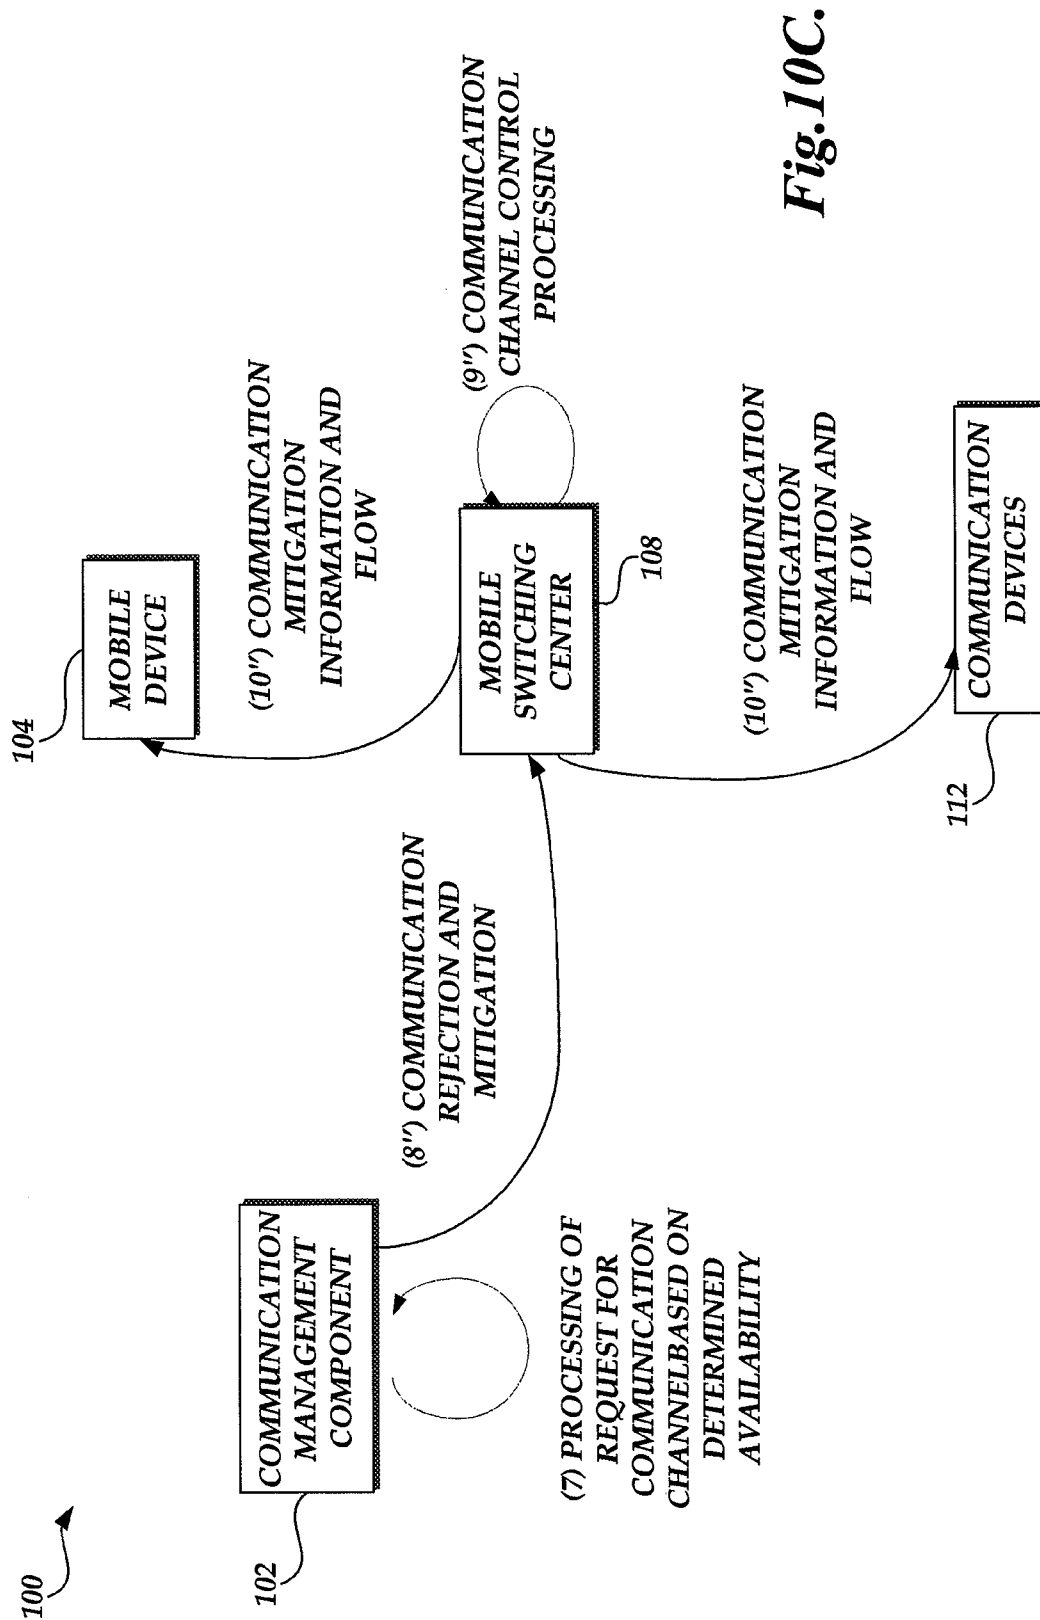 100
102
COMMUNICATION
MANAGEMENT
COMPONENT
(7) PROCESSING OF
REQUEST FOR
COMMUNICATION
CHANNELBASED ON
DETERMINED
AVAILABILITY
(8") COMMUNICATION
REJECTION AND
MITIGATION
104
MOBILE
DEVICE
(10") COMMUNICATION
MITIGATION
INFORMATION AND
FLOW
MOBILE
SWITCHING
CENTER
108
(9") COMMUNICATION
CHANNEL CONTROL
PROCESSING
(10") COMMUNICATION
MITIGATION
INFORMATION AND
FLOW
112
COMMUNICATION
DEVICES
Fig.10C.